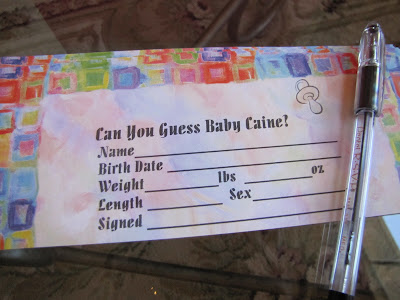 Can You Guess Baby Caine?
Name
Birth Date
Weight lbs oz
Length Sex
Signed